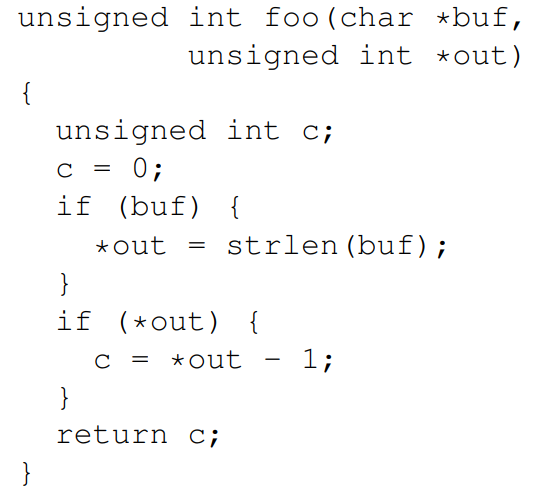 unsigned int foo(char *buf,
unsigned int *out)
{
unsigned int c;
c = 0;
if (buf) {
*out = strlen(buf);
}
if (*out) {
c = *out - 1;
}
return c;
}